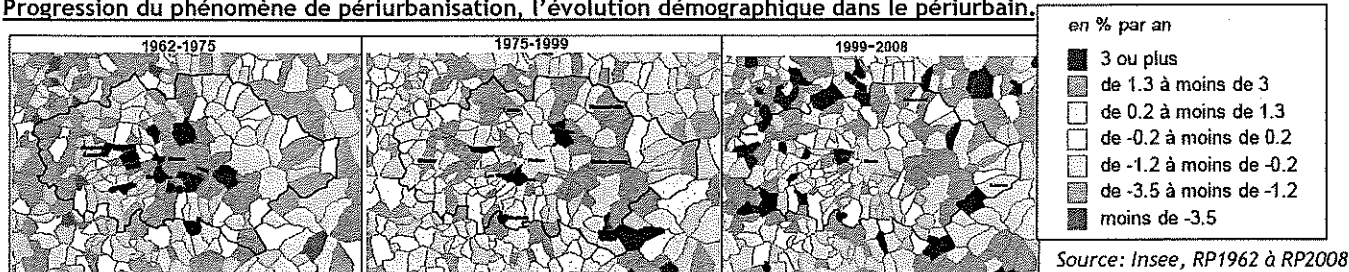 Progression du phénomène de périurbanisation, l'évolution démographique dans le périurbain.
1962-1975
1975-1999
1999-2008
en % par an
3 ou plus
de 1.3 à moins de 3
de 0.2 à moins de 1.3
de -0.2 à moins de 0.2
de -1.2 à moins de -0.2
de -3.5 à moins de -1.2
moins de -3.5
Source: Insee, RP1962 à RP2008